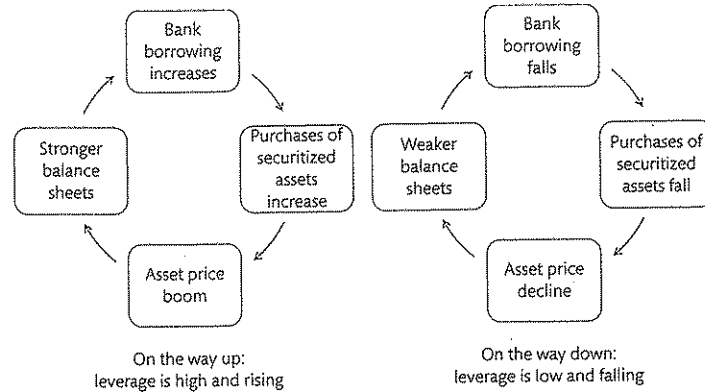 Bank
borrowing
increases
Purchases of
securitized
assets
increase
Asset price
boom
Stronger
balance
sheets
On the way up:
leverage is high and rising
Bank
borrowing
falls
Purchases of
securitized
assets fall
Asset price
decline
Weaker
balance
sheets
On the way down:
leverage is low and falling